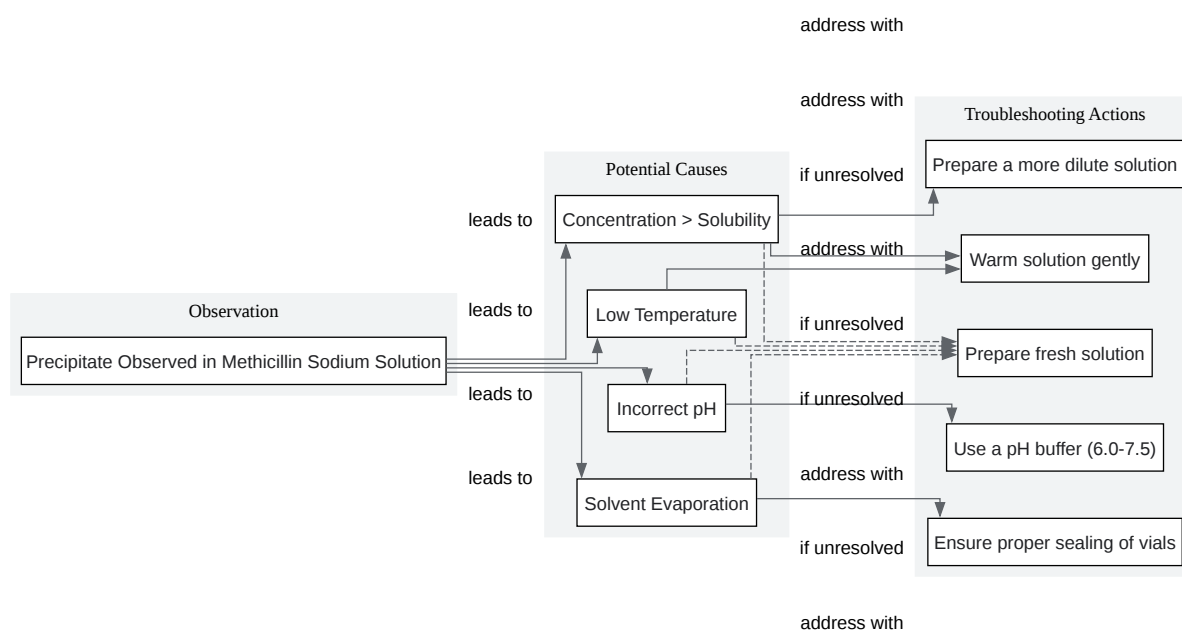 Observation
Precipitate Observed in Methicillin Sodium Solution
leads to
leads to
leads to
leads to
Potential Causes
Concentration > Solubility
Low Temperature
Incorrect pH
Solvent Evaporation
address with
address with
if unresolved
address with
if unresolved
if unresolved
address with
if unresolved
address with
Troubleshooting Actions
Prepare a more dilute solution
Warm solution gently
Prepare fresh solution
Use a pH buffer (6.0-7.5)
Ensure proper sealing of vials